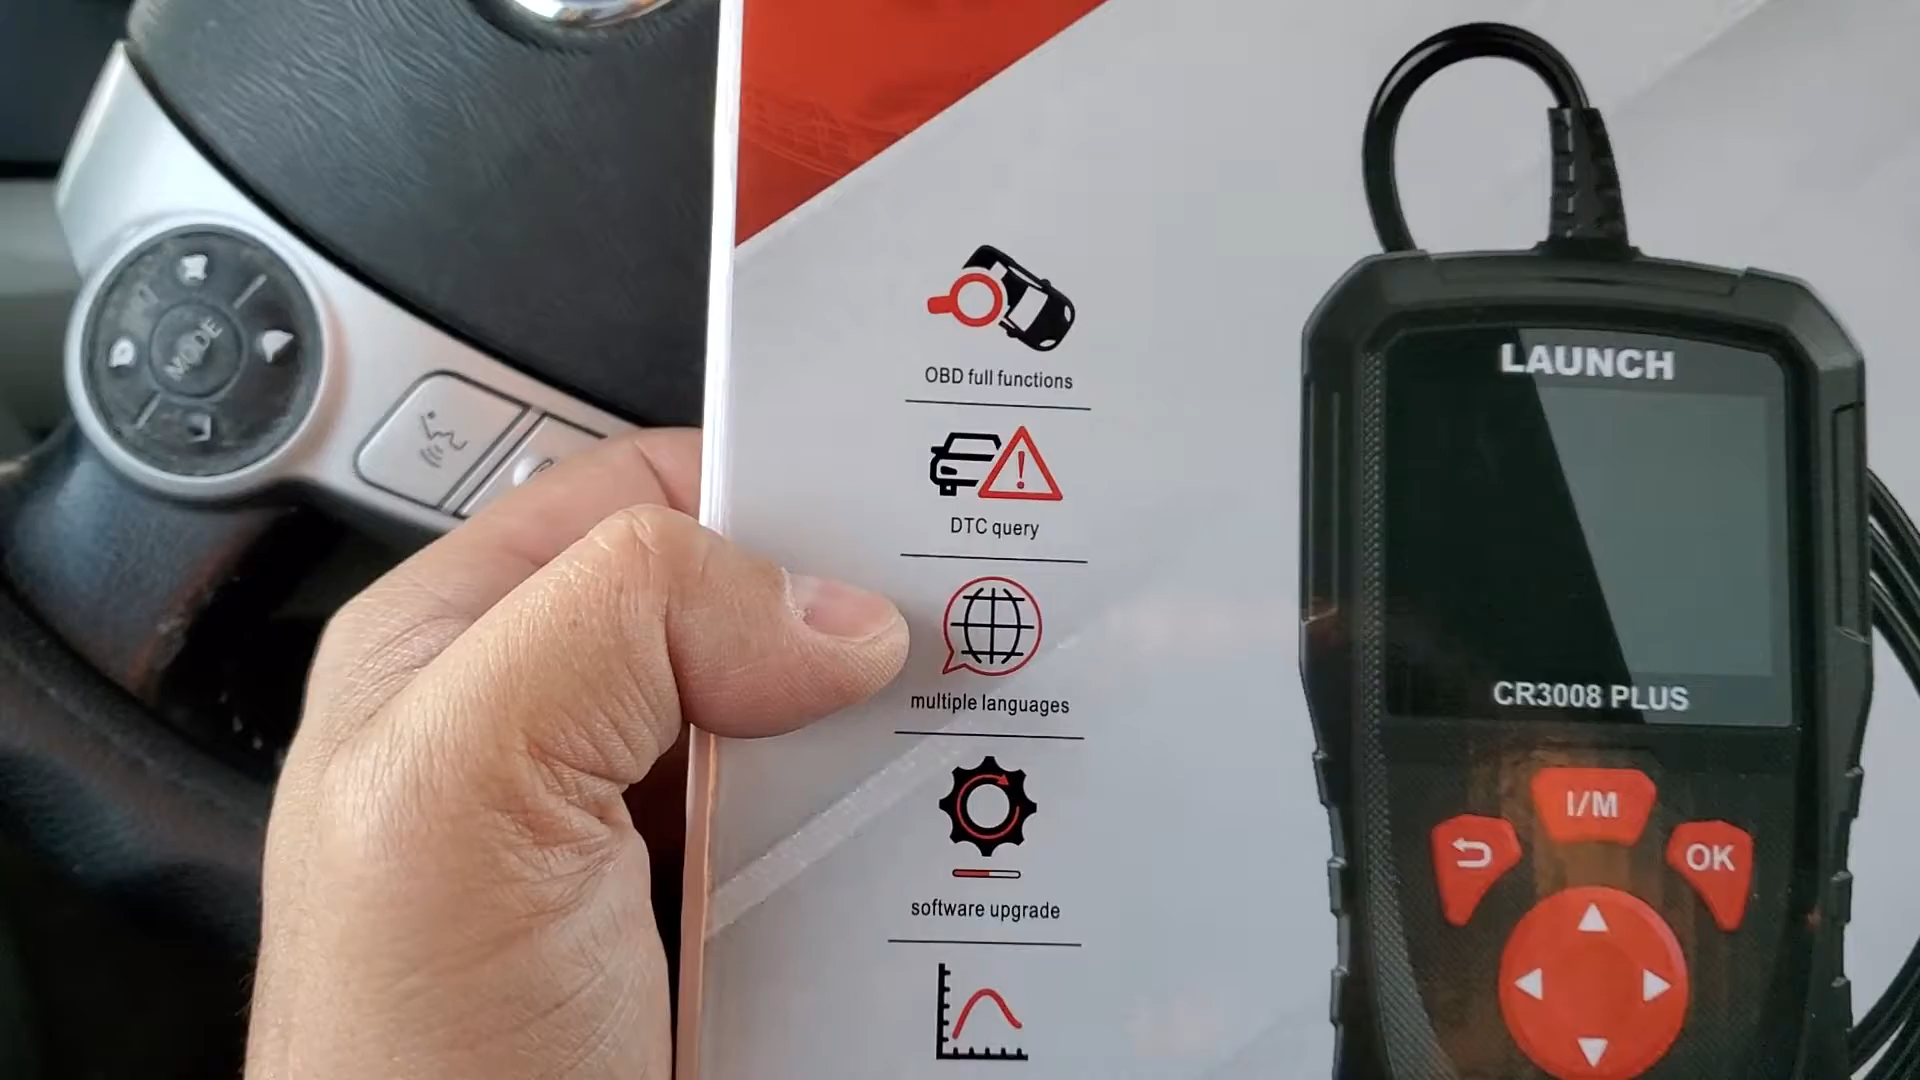 MODE
OBD full functions
DTC query
multiple languages
software upgrade
LAUNCH
CR3008 PLUS
I/M
OK